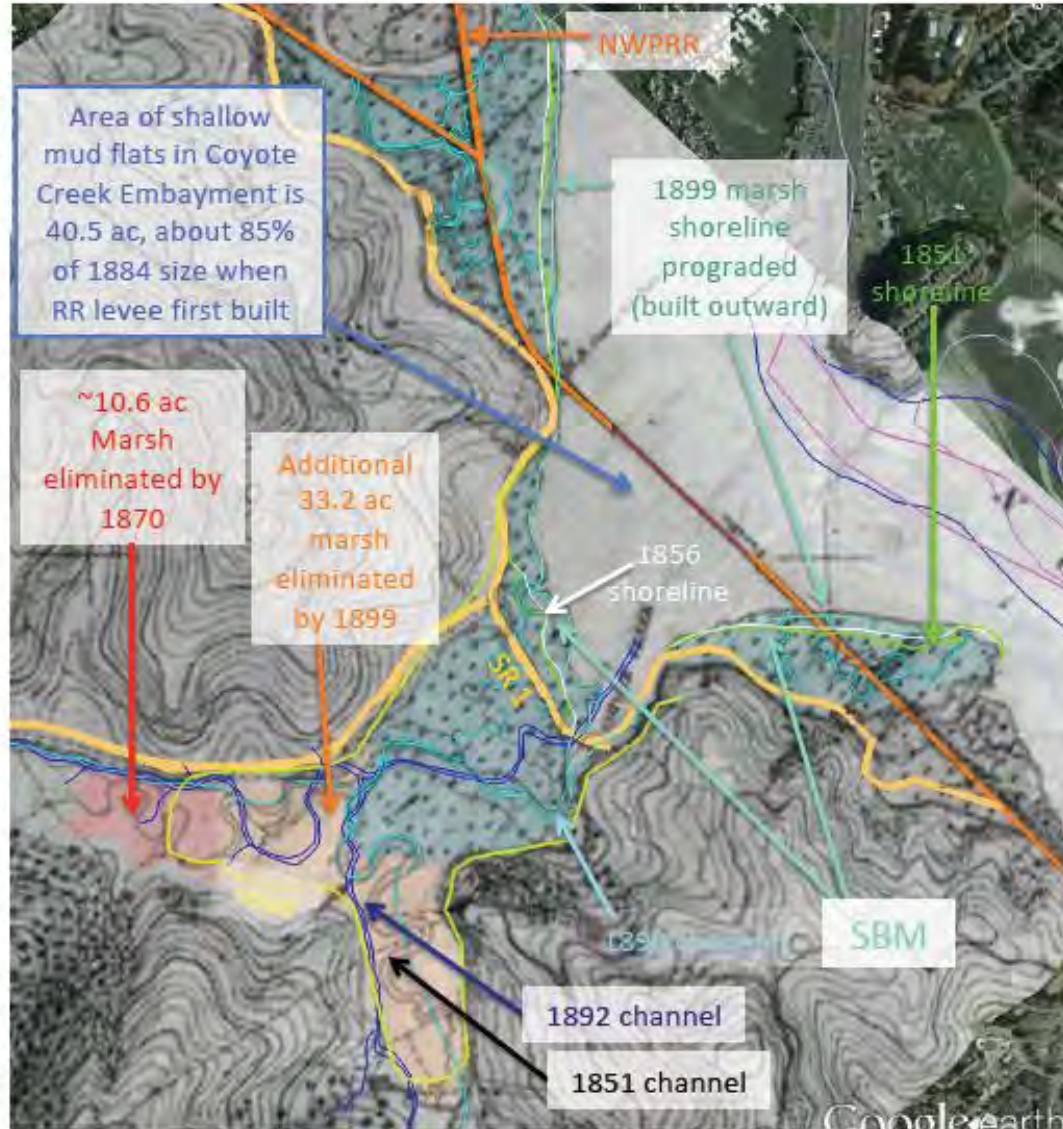 NWPRR
Area of shallow
mud flats in Coyote
Creek Embayment is
40.5 ac, about 85%
of 1884 size when
RR levee first built
1899 marsh
shoreline
prograded
(built outward)
1851
shoreline
~10.6 ac
Marsh
eliminated by
1870
Additional
33.2 ac
marsh
eliminated
by 1899
1856
shoreline
SR 1
SBM
1892 channel
1851 channel
Google earth